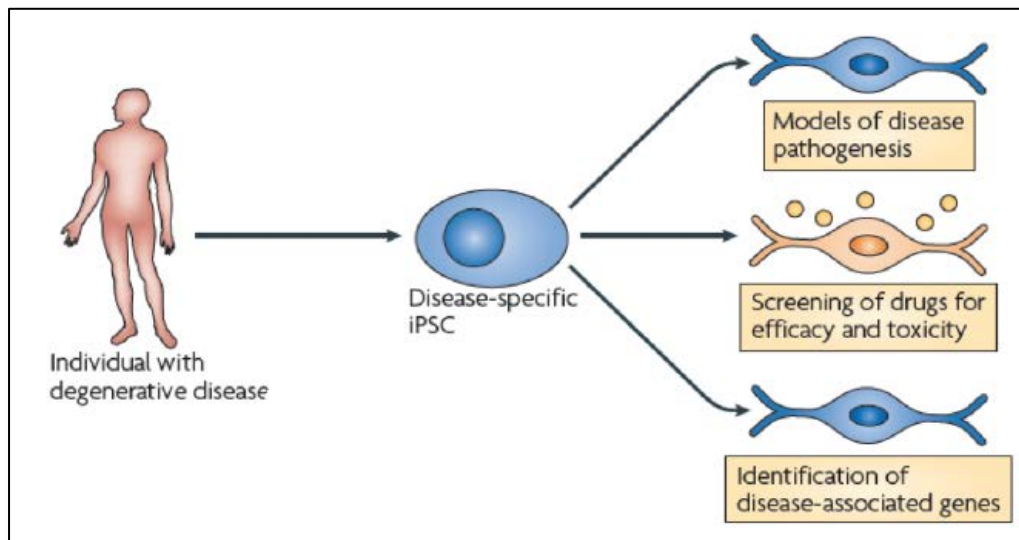 Individual with
degenerative disease
Disease-specific
iPSC
Models of disease
pathogenesis
Screening of drugs for
efficacy and toxicity
Identification of
disease-associated genes